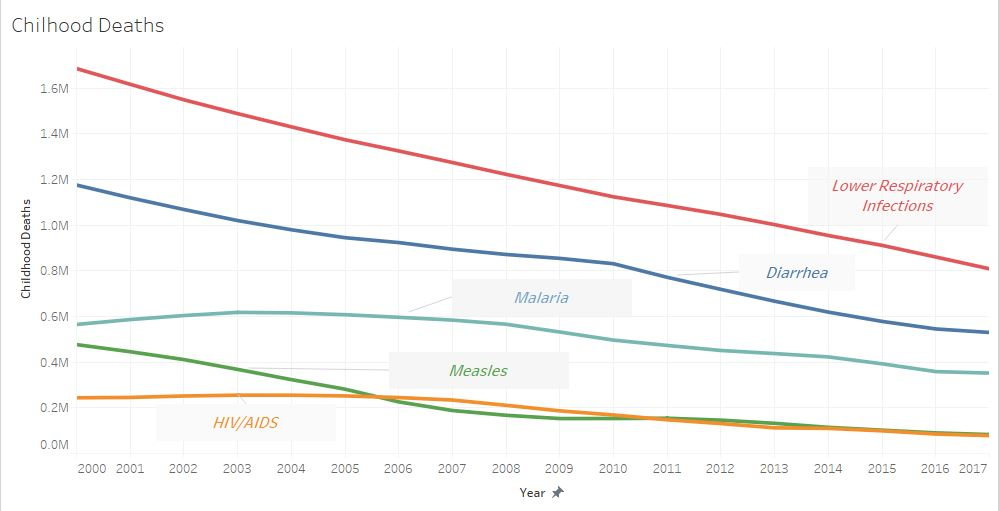 Chilhood Deaths
1.6M
1.4M
1.2M
1.0M
0.8M
0.6M
0.4M
0.2M
0.0M
Childhood Deaths
Lower Respiratory
Infections
Diarrhea
Malaria
Measles
HIV/AIDS
2000 2001 2002 2003 2004 2005 2006 2007 2008 2009 2010 2011 2012 2013 2014 2015 2016 2017
Year